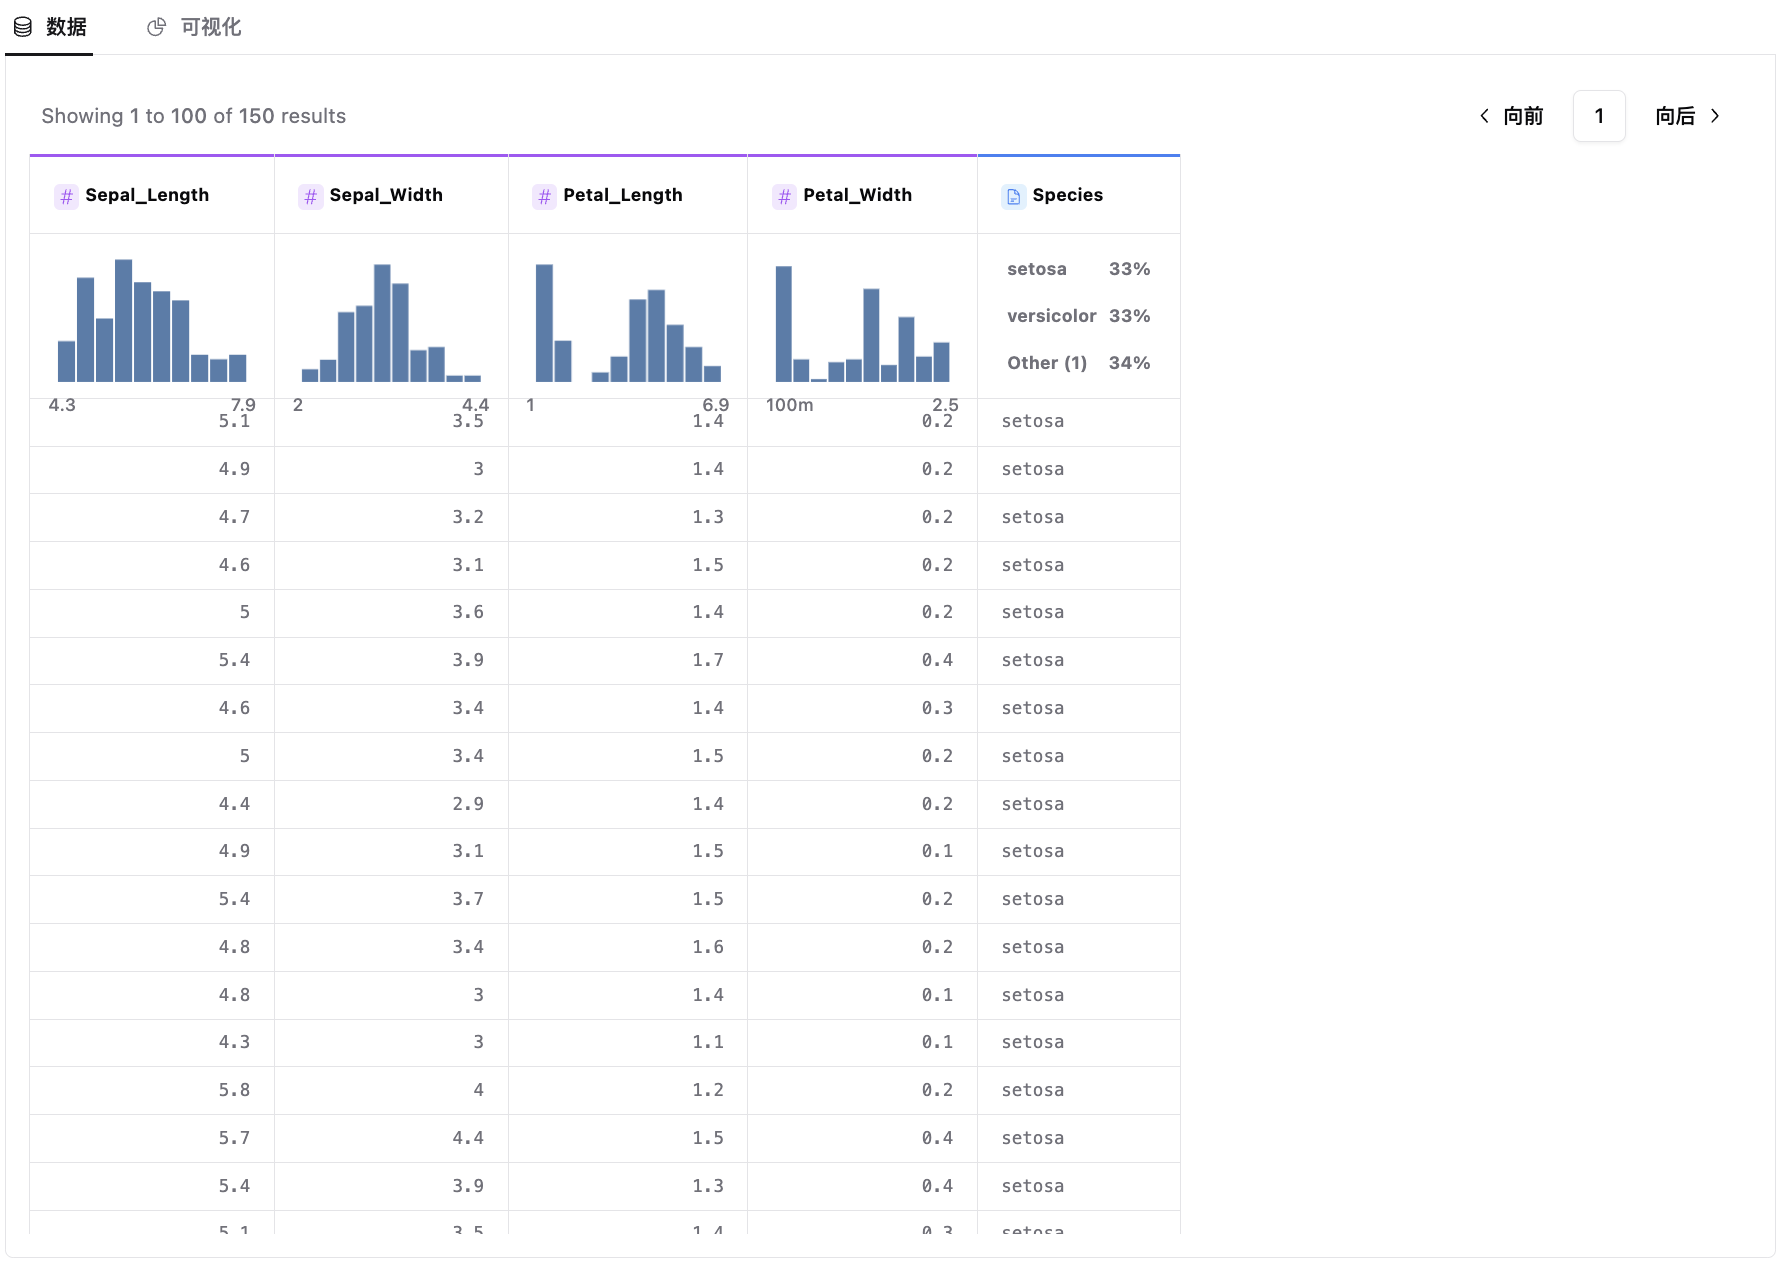 数据 可视化
Showing 1 to 100 of 150 results 向前 1 向后
# Sepal_Length # Sepal_Width # Petal_Length # Petal_Width Species
setosa 33%
versicolor 33%
Other (1) 34%
4.3 7.9 2 4.4 1 6.9 100m 2.5
5.1 3.5 1.4 0.2 setosa
4.9 3 1.4 0.2 setosa
4.7 3.2 1.3 0.2 setosa
4.6 3.1 1.5 0.2 setosa
5 3.6 1.4 0.2 setosa
5.4 3.9 1.7 0.4 setosa
4.6 3.4 1.4 0.3 setosa
5 3.4 1.5 0.2 setosa
4.4 2.9 1.4 0.2 setosa
4.9 3.1 1.5 0.1 setosa
5.4 3.7 1.5 0.2 setosa
4.8 3.4 1.6 0.2 setosa
4.8 3 1.4 0.1 setosa
4.3 3 1.1 0.1 setosa
5.8 4 1.2 0.2 setosa
5.7 4.4 1.5 0.4 setosa
5.4 3.9 1.3 0.4 setosa
5.1 3.5 1.4 0.3 setosa